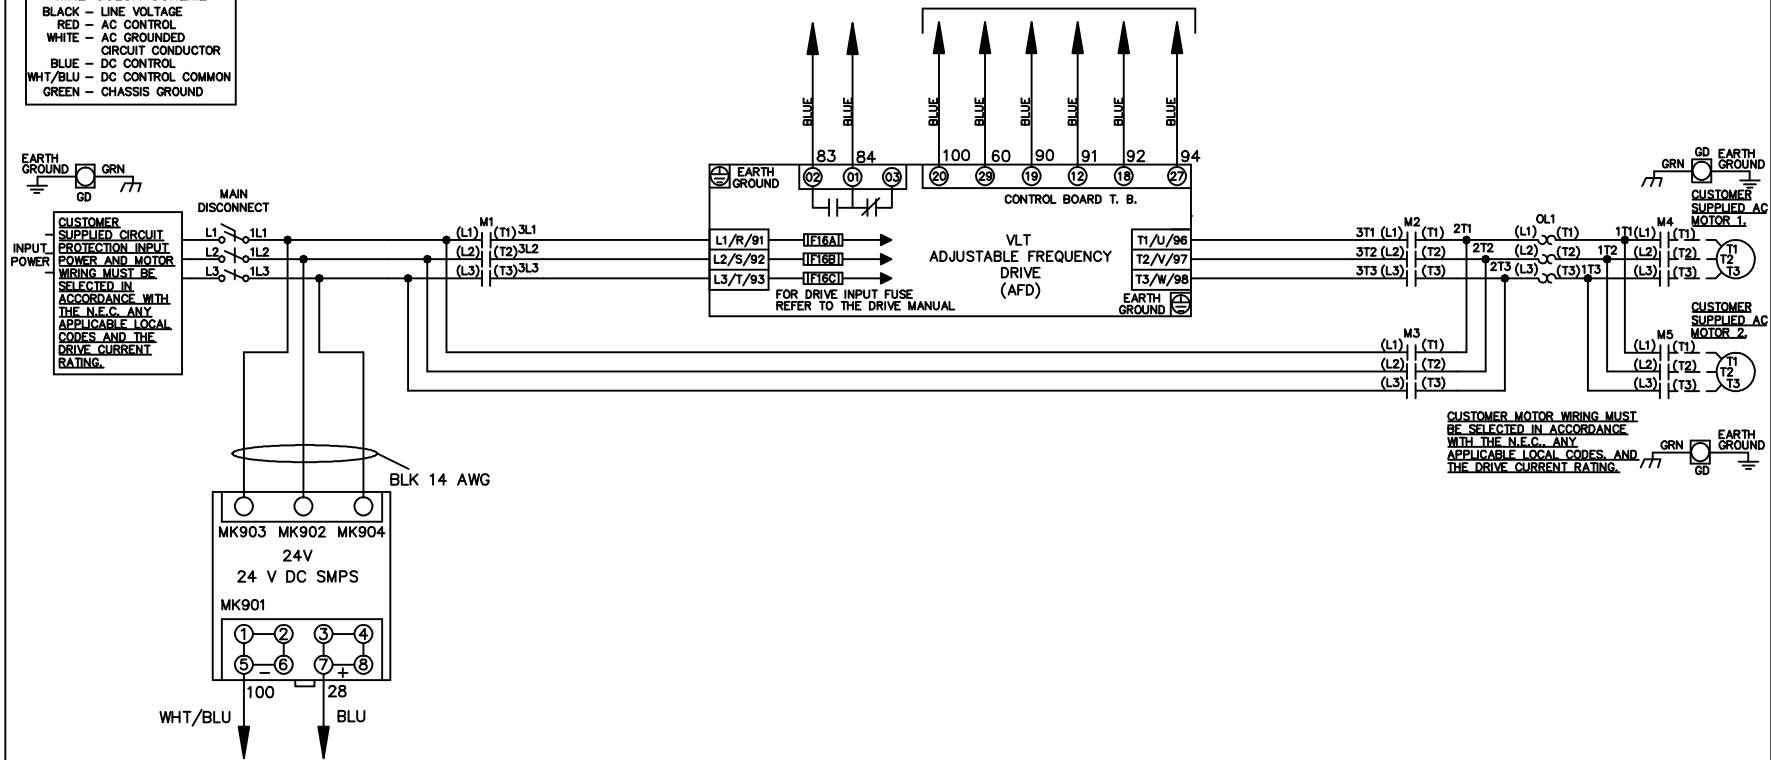 BLACK – LINE VOLTAGE
RED – AC CONTROL
WHITE – AC GROUNDED
CIRCUIT CONDUCTOR
BLUE – DC CONTROL
WHT/BLU – DC CONTROL COMMON
GREEN – CHASSIS GROUND
EARTH
GROUND
GRN
GD
MAIN
DISCONNECT
INPUT
POWER
CUSTOMER
SUPPLIED CIRCUIT
PROTECTION INPUT
POWER AND MOTOR
WIRING MUST BE
SELECTED IN
ACCORDANCE WITH
THE N.E.C. ANY
APPLICABLE LOCAL
CODES AND THE
DRIVE CURRENT
RATING.
L1 1L1
L2 1L2
L3 1L3
M1
(L1) (T1) 3L1
(L2) (T2) 3L2
(L3) (T3) 3L3
BLUE BLUE BLUE BLUE BLUE BLUE BLUE BLUE
83 84 100 60 90 91 92 94
EARTH
GROUND
02 01 03 20 29 19 12 18 27
CONTROL BOARD T. B.
L1/R/91 F16A
L2/S/92 F16B
L3/T/93 F16C
FOR DRIVE INPUT FUSE
REFER TO THE DRIVE MANUAL
VLT
ADJUSTABLE FREQUENCY
DRIVE
(AFD)
T1/U/96
T2/V/97
T3/W/98
EARTH
GROUND
M2
3T1 (L1) (T1) 2T1
3T2 (L2) (T2) 2T2
3T3 (L3) (T3) 2T3
OL1
(L1) (T1) 1T1
(L2) (T2) 1T2
(L3) (T3) 1T3
M4
(L1) (T1)
(L2) (T2)
(L3) (T3)
T1
T2
T3
GRN
GD
EARTH
GROUND
CUSTOMER
SUPPLIED AC
MOTOR 1.
M3
(L1) (T1)
(L2) (T2)
(L3) (T3)
CUSTOMER
SUPPLIED AC
MOTOR 2.
M5
(L1) (T1)
(L2) (T2)
(L3) (T3)
T1
T2
T3
CUSTOMER MOTOR WIRING MUST
BE SELECTED IN ACCORDANCE
WITH THE N.E.C., ANY
APPLICABLE LOCAL CODES, AND
THE DRIVE CURRENT RATING.
GRN
GD
EARTH
GROUND
BLK 14 AWG
MK903 MK902 MK904
24V
24 V DC SMPS
MK901
1 2 3 4
5 6 7 8
– +
100 28
WHT/BLU BLU